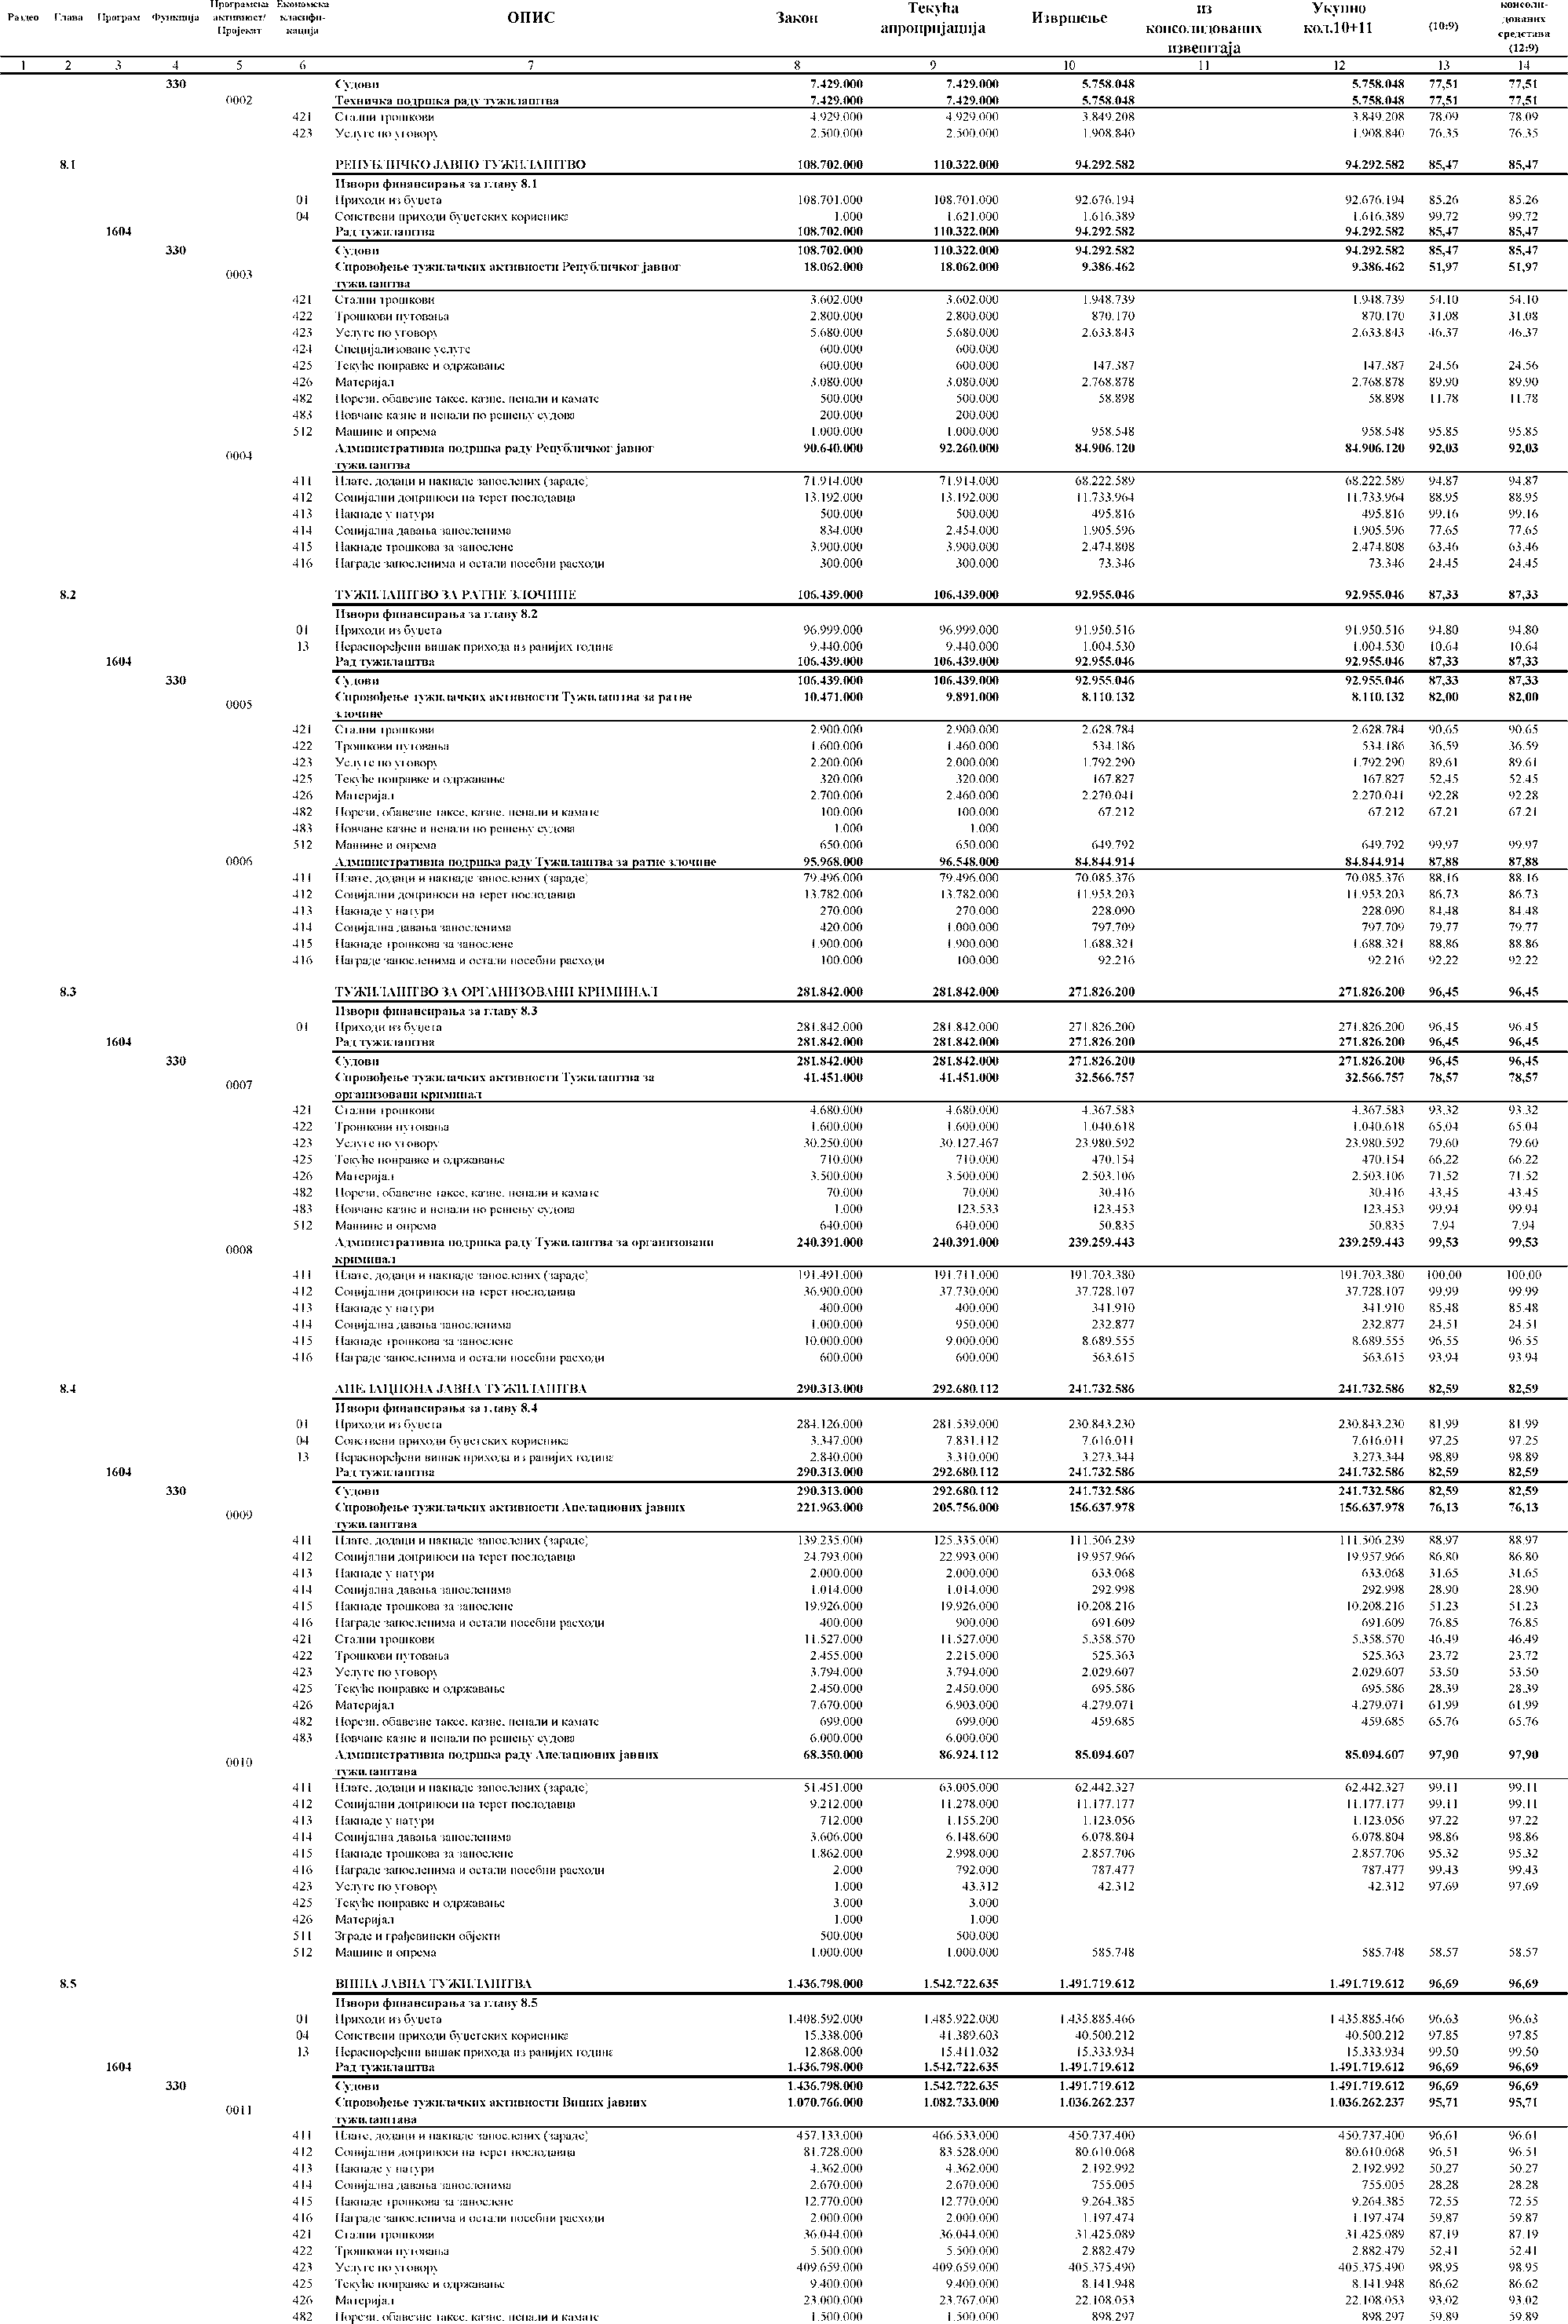 Раздео Глава Програм Функција Програмска активност/ Пројекат Економска класифи- кација ОПИС Закон Текућа апропријација Извршење из консолидованих извештаја Укупно кол.10+11 (10:9) консоли- дованих средстава (12:9)
1 2 3 4 5 6 7 8 9 10 11 12 13 14
330 Судови 7.429.000 7.429.000 5.758.048 5.758.048 77,51 77,51
0002 Техничка подршка раду тужилаштва 7.429.000 7.429.000 5.758.048 5.758.048 77,51 77,51
421 Стални трошкови 4.929.000 4.929.000 3.849.208 3.849.208 78,09 78,09
423 Услуге по уговору 2.500.000 2.500.000 1.908.840 1.908.840 76,35 76,35
8.1 РЕПУБЛИЧКО ЈАВНО ТУЖИЛАШТВО 108.702.000 110.322.000 94.292.582 94.292.582 85,47 85,47
Извори финансирања за главу 8.1
01 Приходи из буџета 108.701.000 108.701.000 92.676.194 92.676.194 85,26 85,26
04 Сопствени приходи буџетских корисника 1.000 1.621.000 1.616.389 1.616.389 99,72 99,72
1604 Рад тужилаштва 108.702.000 110.322.000 94.292.582 94.292.582 85,47 85,47
330 Судови 108.702.000 110.322.000 94.292.582 94.292.582 85,47 85,47
0003 Спровођење тужилачких активности Републичког јавног 18.062.000 18.062.000 9.386.462 9.386.462 51,97 51,97
тужилаштва
421 Стални трошкови 3.602.000 3.602.000 1.948.739 1.948.739 54,10 54,10
422 Трошкови путовања 2.800.000 2.800.000 870.170 870.170 31,08 31,08
423 Услуге по уговору 5.680.000 5.680.000 2.633.843 2.633.843 46,37 46,37
424 Специјализоване услуге 600.000 600.000
425 Текуће поправке и одржавање 600.000 600.000 147.387 147.387 24,56 24,56
426 Материјал 3.080.000 3.080.000 2.768.878 2.768.878 89,90 89,90
482 Порези, обавезне таксе, казне, пенали и камате 500.000 500.000 58.898 58.898 11,78 11,78
483 Новчане казне и пенали по решењу судова 200.000 200.000
512 Машине и опрема 1.000.000 1.000.000 958.548 958.548 95,85 95,85
0004 Административна подршка раду Републичког јавног 90.640.000 92.260.000 84.906.120 84.906.120 92,03 92,03
тужилаштва
411 Плате, додаци и накнаде запослених (зараде) 71.914.000 71.914.000 68.222.589 68.222.589 94,87 94,87
412 Социјални доприноси на терет послодавца 13.192.000 13.192.000 11.733.964 11.733.964 88,95 88,95
413 Накнаде у натури 500.000 500.000 495.816 495.816 99,16 99,16
414 Социјална давања запосленима 834.000 2.454.000 1.905.596 1.905.596 77,65 77,65
415 Накнаде трошкова за запослене 3.900.000 3.900.000 2.474.808 2.474.808 63,46 63,46
416 Награде запосленима и остали посебни расходи 300.000 300.000 73.346 73.346 24,45 24,45
8.2 ТУЖИЛАШТВО ЗА РАТНЕ ЗЛОЧИНЕ 106.439.000 106.439.000 92.955.046 92.955.046 87,33 87,33
Извори финансирања за главу 8.2
01 Приходи из буџета 96.999.000 96.999.000 91.950.516 91.950.516 94,80 94,80
13 Нераспоређени вишак прихода из ранијих година 9.440.000 9.440.000 1.004.530 1.004.530 10,64 10,64
1604 Рад тужилаштва 106.439.000 106.439.000 92.955.046 92.955.046 87,33 87,33
330 Судови 106.439.000 106.439.000 92.955.046 92.955.046 87,33 87,33
0005 Спровођење тужилачких активности Тужилаштва за ратне 10.471.000 9.891.000 8.110.132 8.110.132 82,00 82,00
злочине
421 Стални трошкови 2.900.000 2.900.000 2.628.784 2.628.784 90,65 90,65
422 Трошкови путовања 1.600.000 1.460.000 534.186 534.186 36,59 36,59
423 Услуге по уговору 2.200.000 2.000.000 1.792.290 1.792.290 89,61 89,61
425 Текуће поправке и одржавање 320.000 320.000 167.827 167.827 52,45 52,45
426 Материјал 2.700.000 2.460.000 2.270.041 2.270.041 92,28 92,28
482 Порези, обавезне таксе, казне, пенали и камате 100.000 100.000 67.212 67.212 67,21 67,21
483 Новчане казне и пенали по решењу судова 1.000 1.000
512 Машине и опрема 650.000 650.000 649.792 649.792 99,97 99,97
0006 Административна подршка раду Тужилаштва за ратне злочине 95.968.000 96.548.000 84.844.914 84.844.914 87,88 87,88
411 Плате, додаци и накнаде запослених (зараде) 79.496.000 79.496.000 70.085.376 70.085.376 88,16 88,16
412 Социјални доприноси на терет послодавца 13.782.000 13.782.000 11.953.203 11.953.203 86,73 86,73
413 Накнаде у натури 270.000 270.000 228.090 228.090 84,48 84,48
414 Социјална давања запосленима 420.000 1.000.000 797.709 797.709 79,77 79,77
415 Накнаде трошкова за запослене 1.900.000 1.900.000 1.688.321 1.688.321 88,86 88,86
416 Награде запосленима и остали посебни расходи 100.000 100.000 92.216 92.216 92,22 92,22
8.3 ТУЖИЛАШТВО ЗА ОРГАНИЗОВАНИ КРИМИНАЛ 281.842.000 281.842.000 271.826.200 271.826.200 96,45 96,45
Извори финансирања за главу 8.3
01 Приходи из буџета 281.842.000 281.842.000 271.826.200 271.826.200 96,45 96,45
1604 Рад тужилаштва 281.842.000 281.842.000 271.826.200 271.826.200 96,45 96,45
330 Судови 281.842.000 281.842.000 271.826.200 271.826.200 96,45 96,45
0007 Спровођење тужилачких активности Тужилаштва за 41.451.000 41.451.000 32.566.757 32.566.757 78,57 78,57
организовани криминал
421 Стални трошкови 4.680.000 4.680.000 4.367.583 4.367.583 93,32 93,32
422 Трошкови путовања 1.600.000 1.600.000 1.040.618 1.040.618 65,04 65,04
423 Услуге по уговору 30.250.000 30.127.467 23.980.592 23.980.592 79,60 79,60
425 Текуће поправке и одржавање 710.000 710.000 470.154 470.154 66,22 66,22
426 Материјал 3.500.000 3.500.000 2.503.106 2.503.106 71,52 71,52
482 Порези, обавезне таксе, казне, пенали и камате 70.000 70.000 30.416 30.416 43,45 43,45
483 Новчане казне и пенали по решењу судова 1.000 123.533 123.453 123.453 99,94 99,94
512 Машине и опрема 640.000 640.000 50.835 50.835 7,94 7,94
0008 Административна подршка раду Тужилаштва за организовани 240.391.000 240.391.000 239.259.443 239.259.443 99,53 99,53
криминал
411 Плате, додаци и накнаде запослених (зараде) 191.491.000 191.711.000 191.703.380 191.703.380 100,00 100,00
412 Социјални доприноси на терет послодавца 36.900.000 37.730.000 37.728.107 37.728.107 99,99 99,99
413 Накнаде у натури 400.000 400.000 341.910 341.910 85,48 85,48
414 Социјална давања запосленима 1.000.000 950.000 232.877 232.877 24,51 24,51
415 Накнаде трошкова за запослене 10.000.000 9.000.000 8.689.555 8.689.555 96,55 96,55
416 Награде запосленима и остали посебни расходи 600.000 600.000 563.615 563.615 93,94 93,94
8.4 АПЕЛАЦИОНА ЈАВНА ТУЖИЛАШТВА 290.313.000 292.680.112 241.732.586 241.732.586 82,59 82,59
Извори финансирања за главу 8.4
01 Приходи из буџета 284.126.000 281.539.000 230.843.230 230.843.230 81,99 81,99
04 Сопствени приходи буџетских корисника 3.347.000 7.831.112 7.616.011 7.616.011 97,25 97,25
13 Нераспоређени вишак прихода из ранијих година 2.840.000 3.310.000 3.273.344 3.273.344 98,89 98,89
1604 Рад тужилаштва 290.313.000 292.680.112 241.732.586 241.732.586 82,59 82,59
330 Судови 290.313.000 292.680.112 241.732.586 241.732.586 82,59 82,59
0009 Спровођење тужилачких активности Апелационих јавних 221.963.000 205.756.000 156.637.978 156.637.978 76,13 76,13
тужилаштава
411 Плате, додаци и накнаде запослених (зараде) 139.235.000 125.335.000 111.506.239 111.506.239 88,97 88,97
412 Социјални доприноси на терет послодавца 24.793.000 22.993.000 19.957.966 19.957.966 86,80 86,80
413 Накнаде у натури 2.000.000 2.000.000 633.068 633.068 31,65 31,65
414 Социјална давања запосленима 1.014.000 1.014.000 292.998 292.998 28,90 28,90
415 Накнаде трошкова за запослене 19.926.000 19.926.000 10.208.216 10.208.216 51,23 51,23
416 Награде запосленима и остали посебни расходи 400.000 900.000 691.609 691.609 76,85 76,85
421 Стални трошкови 11.527.000 11.527.000 5.358.570 5.358.570 46,49 46,49
422 Трошкови путовања 2.455.000 2.215.000 525.363 525.363 23,72 23,72
423 Услуге по уговору 3.794.000 3.794.000 2.029.607 2.029.607 53,50 53,50
425 Текуће поправке и одржавање 2.450.000 2.450.000 695.586 695.586 28,39 28,39
426 Материјал 7.670.000 6.903.000 4.279.071 4.279.071 61,99 61,99
482 Порези, обавезне таксе, казне, пенали и камате 699.000 699.000 459.685 459.685 65,76 65,76
483 Новчане казне и пенали по решењу судова 6.000.000 6.000.000
0010 Административна подршка раду Апелационих јавних 68.350.000 86.924.112 85.094.607 85.094.607 97,90 97,90
тужилаштава
411 Плате, додаци и накнаде запослених (зараде) 51.451.000 63.005.000 62.442.327 62.442.327 99,11 99,11
412 Социјални доприноси на терет послодавца 9.212.000 11.278.000 11.177.177 11.177.177 99,11 99,11
413 Накнаде у натури 712.000 1.155.200 1.123.056 1.123.056 97,22 97,22
414 Социјална давања запосленима 3.606.000 6.148.600 6.078.804 6.078.804 98,86 98,86
415 Накнаде трошкова за запослене 1.862.000 2.998.000 2.857.706 2.857.706 95,32 95,32
416 Награде запосленима и остали посебни расходи 2.000 792.000 787.477 787.477 99,43 99,43
423 Услуге по уговору 1.000 43.312 42.312 42.312 97,69 97,69
425 Текуће поправке и одржавање 3.000 3.000
426 Материјал 1.000 1.000
511 Зграде и грађевински објекти 500.000 500.000
512 Машине и опрема 1.000.000 1.000.000 585.748 585.748 58,57 58,57
8.5 ВИША ЈАВНА ТУЖИЛАШТВА 1.436.798.000 1.542.722.635 1.491.719.612 1.491.719.612 96,69 96,69
Извори финансирања за главу 8.5
01 Приходи из буџета 1.408.592.000 1.485.922.000 1.435.885.466 1.435.885.466 96,63 96,63
04 Сопствени приходи буџетских корисника 15.338.000 41.389.603 40.500.212 40.500.212 97,85 97,85
13 Нераспоређени вишак прихода из ранијих година 12.868.000 15.411.032 15.333.934 15.333.934 99,50 99,50
1604 Рад тужилаштва 1.436.798.000 1.542.722.635 1.491.719.612 1.491.719.612 96,69 96,69
330 Судови 1.436.798.000 1.542.722.635 1.491.719.612 1.491.719.612 96,69 96,69
0011 Спровођење тужилачких активности Виших јавних 1.070.766.000 1.082.733.000 1.036.262.237 1.036.262.237 95,71 95,71
тужилаштава
411 Плате, додаци и накнаде запослених (зараде) 457.133.000 466.533.000 450.737.400 450.737.400 96,61 96,61
412 Социјални доприноси на терет послодавца 81.728.000 83.528.000 80.610.068 80.610.068 96,51 96,51
413 Накнаде у натури 4.362.000 4.362.000 2.192.992 2.192.992 50,27 50,27
414 Социјална давања запосленима 2.670.000 2.670.000 755.005 755.005 28,28 28,28
415 Накнаде трошкова за запослене 12.770.000 12.770.000 9.264.385 9.264.385 72,55 72,55
416 Награде запосленима и остали посебни расходи 2.000.000 2.000.000 1.197.474 1.197.474 59,87 59,87
421 Стални трошкови 36.044.000 36.044.000 31.425.089 31.425.089 87,19 87,19
422 Трошкови путовања 5.500.000 5.500.000 2.882.479 2.882.479 52,41 52,41
423 Услуге по уговору 409.659.000 409.659.000 405.375.490 405.375.490 98,95 98,95
425 Текуће поправке и одржавање 9.400.000 9.400.000 8.141.948 8.141.948 86,62 86,62
426 Материјал 23.000.000 23.767.000 22.108.053 22.108.053 93,02 93,02
482 Порези, обавезне таксе, казне, пенали и камате 1.500.000 1.500.000 898.297 898.297 59,89 59,89